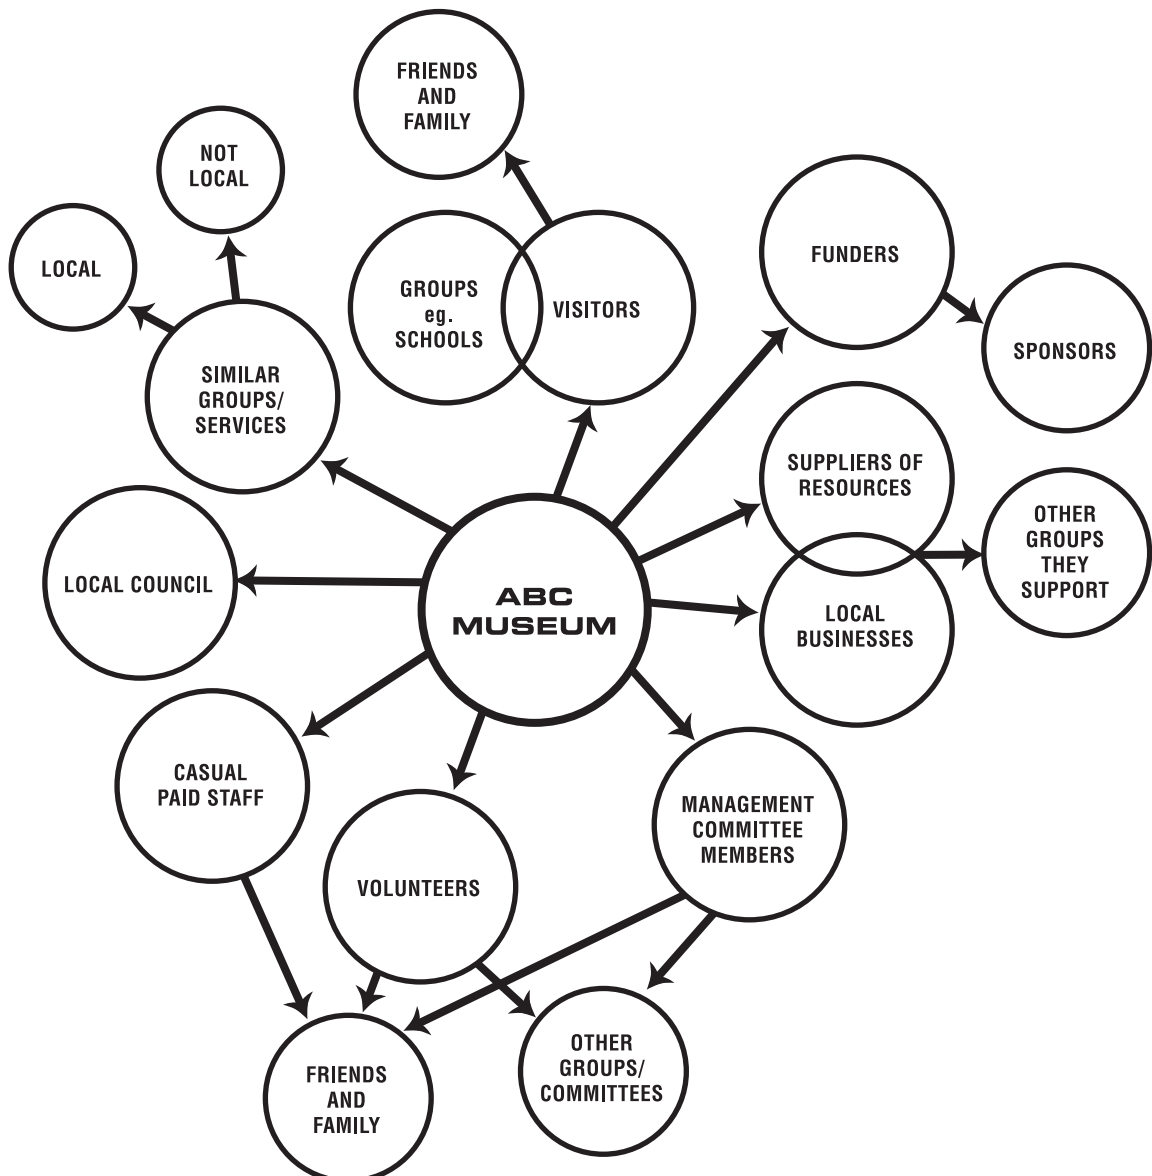 FRIENDS
AND
FAMILY
NOT
LOCAL
LOCAL
GROUPS
eg.
SCHOOLS
VISITORS
FUNDERS
SPONSORS
SIMILAR
GROUPS/
SERVICES
SUPPLIERS OF
RESOURCES
OTHER
GROUPS
THEY
SUPPORT
LOCAL COUNCIL
ABC
MUSEUM
LOCAL
BUSINESSES
CASUAL
PAID STAFF
VOLUNTEERS
MANAGEMENT
COMMITTEE
MEMBERS
FRIENDS
AND
FAMILY
OTHER
GROUPS/
COMMITTEES